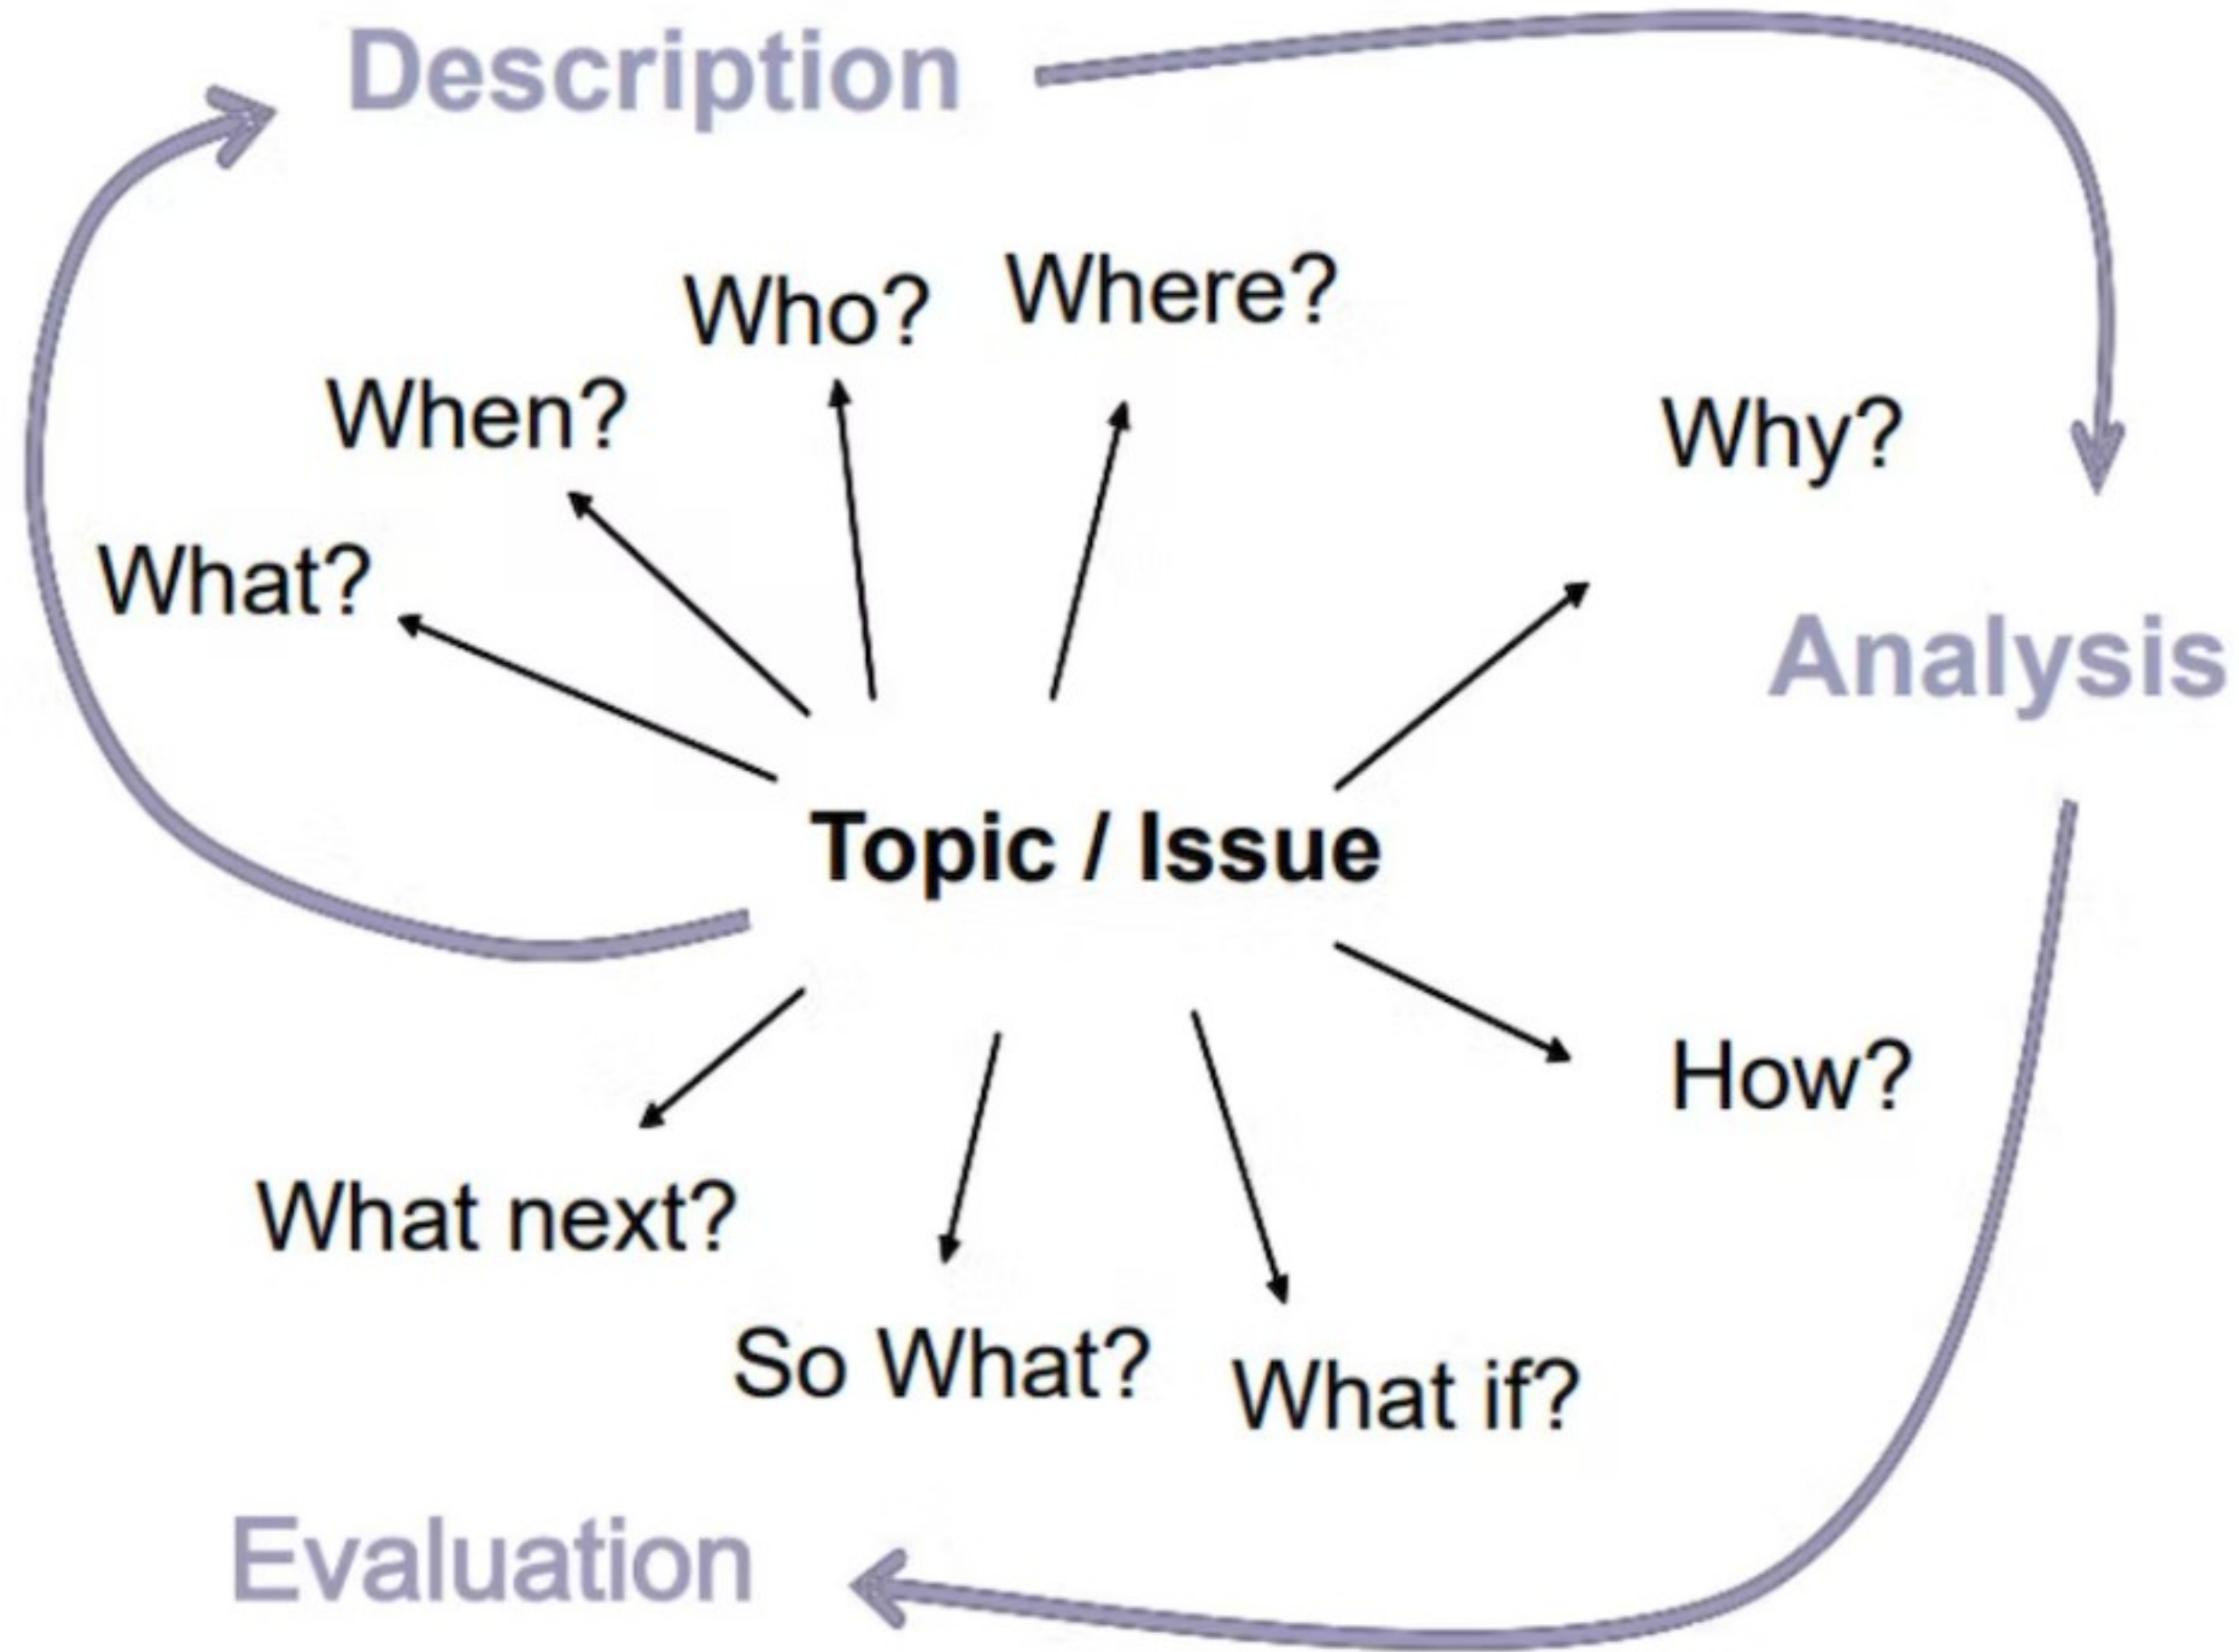 Description
Who?
Where?
When?
Why?
What?
Analysis
Topic / Issue
How?
What next?
So What?
What if?
Evaluation